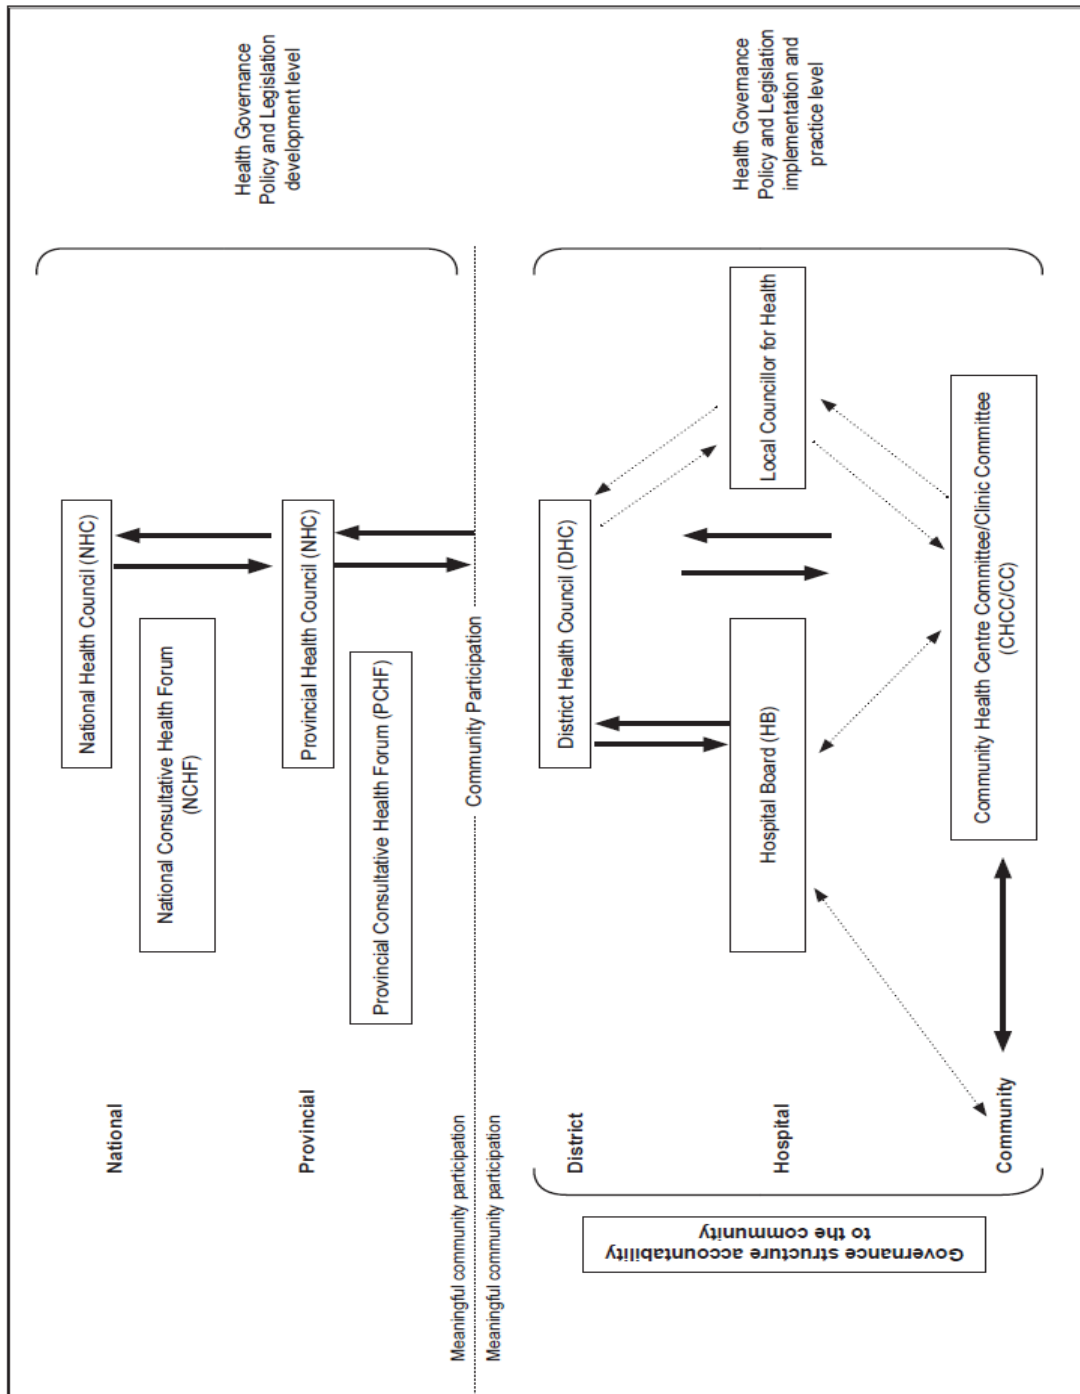 National
National Health Council (NHC)
National Consultative Health Forum
(NCHF)
Health Governance
Policy and Legislation
development level
Provincial
Provincial Health Council (NHC)
Provincial Consultative Health Forum (PCHF)
Meaningful community participation
Community Participation
Meaningful community participation
Governance structure accountability
to the community
District
District Health Council (DHC)
Hospital
Hospital Board (HB)
Local Councillor for Health
Health Governance
Policy and Legislation
implementation and
practice level
Community
Community Health Centre Committee/Clinic Committee
(CHCC/CC)